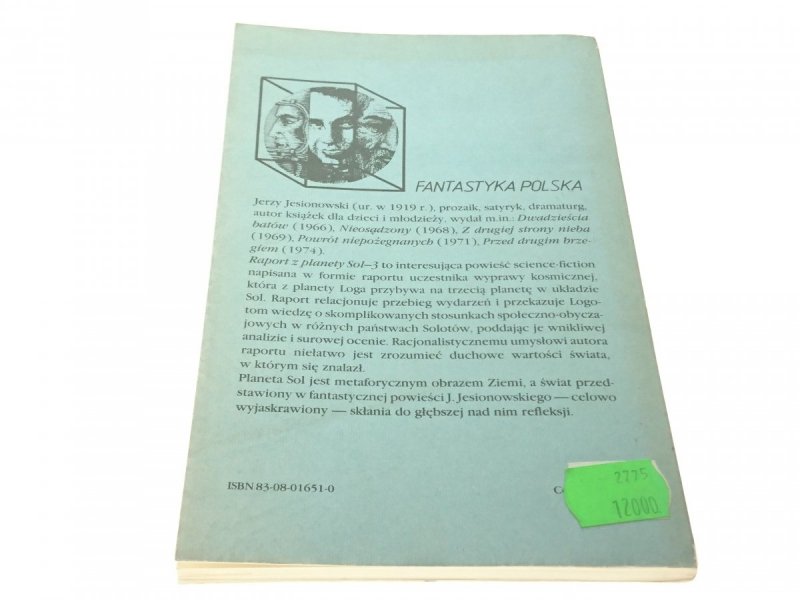 FANTASTYKA POLSKA
Jerzy Jesionowski (ur. w 1919 r.), prozaik, satyryk, dramaturg,
autor książek dla dzieci i młodzieży, wydał m.in.: Dwadzieścia
batów (1966), Nieosądzony (1968), Z drugiej strony nieba
(1969), Powrót niepożegnanych (1971), Przed drugim brze-
giem (1974).
Raport z planety Sol—3 to interesująca powieść science-fiction
napisana w formie raportu uczestnika wyprawy kosmicznej,
która z planety Loga przybywa na trzecią planetę w układzie
Sol. Raport relacjonuje przebieg wydarzeń i przekazuje Logo-
tom wiedzę o skomplikowanych stosunkach społeczno-obycza-
jowych w różnych państwach Solotów, poddając je wnikliwej
analizie i surowej ocenie. Racjonalistycznemu umysłowi autora
raportu niełatwo jest zrozumieć duchowe wartości świata,
w którym się znalazł.
Planeta Sol jest metaforycznym obrazem Ziemi, a świat przed-
stawiony w fantastycznej powieści J. Jesionowskiego — celowo
wyjaskrawiony — skłania do głębszej nad nim refleksji.
ISBN 83-08-01651-0
2775
12000